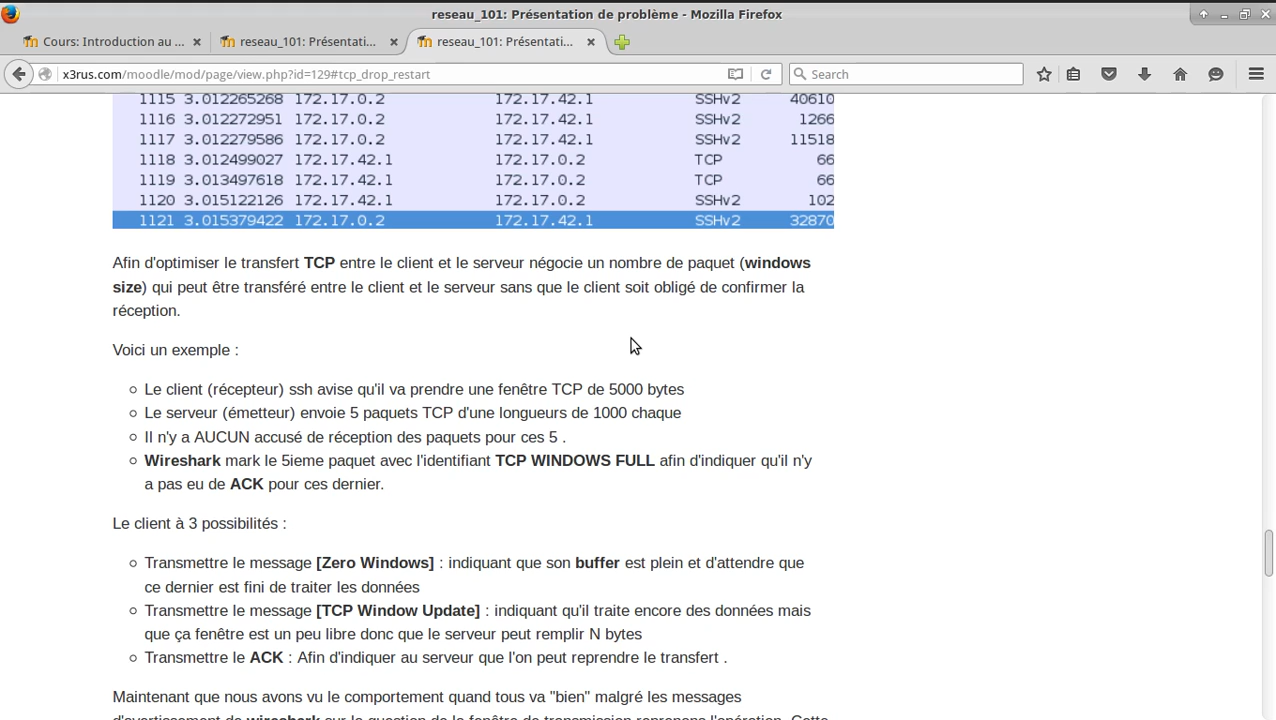 reseau_101: Présentation de problème - Mozilla Firefox
Cours: Introduction au ...
reseau_101: Présentati...
reseau_101: Présentati...
x3rus.com/moodle/mod/page/view.php?id=129#tcp_drop_restart
Search
1115 3.012265268 172.17.0.2 172.17.42.1 SSHv2 40610
1116 3.012272951 172.17.0.2 172.17.42.1 SSHv2 1266
1117 3.012279586 172.17.0.2 172.17.42.1 SSHv2 11518
1118 3.012499027 172.17.42.1 172.17.0.2 TCP 66
1119 3.013497618 172.17.42.1 172.17.0.2 TCP 66
1120 3.015122126 172.17.42.1 172.17.0.2 SSHv2 102
1121 3.015379422 172.17.0.2 172.17.42.1 SSHv2 32870
Afin d'optimiser le transfert TCP entre le client et le serveur négocie un nombre de paquet (windows
size) qui peut être transféré entre le client et le serveur sans que le client soit obligé de confirmer la
réception.
Voici un exemple :
Le client (récepteur) ssh avise qu'il va prendre une fenêtre TCP de 5000 bytes
Le serveur (émetteur) envoie 5 paquets TCP d'une longueurs de 1000 chaque
Il n'y a AUCUN accusé de réception des paquets pour ces 5 .
Wireshark mark le 5ieme paquet avec l'identifiant TCP WINDOWS FULL afin d'indiquer qu'il n'y
a pas eu de ACK pour ces dernier.
Le client à 3 possibilités :
Transmettre le message [Zero Windows] : indiquant que son buffer est plein et d'attendre que
ce dernier est fini de traiter les données
Transmettre le message [TCP Window Update] : indiquant qu'il traite encore des données mais
que ça fenêtre est un peu libre donc que le serveur peut remplir N bytes
Transmettre le ACK : Afin d'indiquer au serveur que l'on peut reprendre le transfert .
Maintenant que nous avons vu le comportement quand tous va "bien" malgré les messages
d'avertissement de wireshark sur la question de la fenêtre de transmission reprenons l'opération. Cette